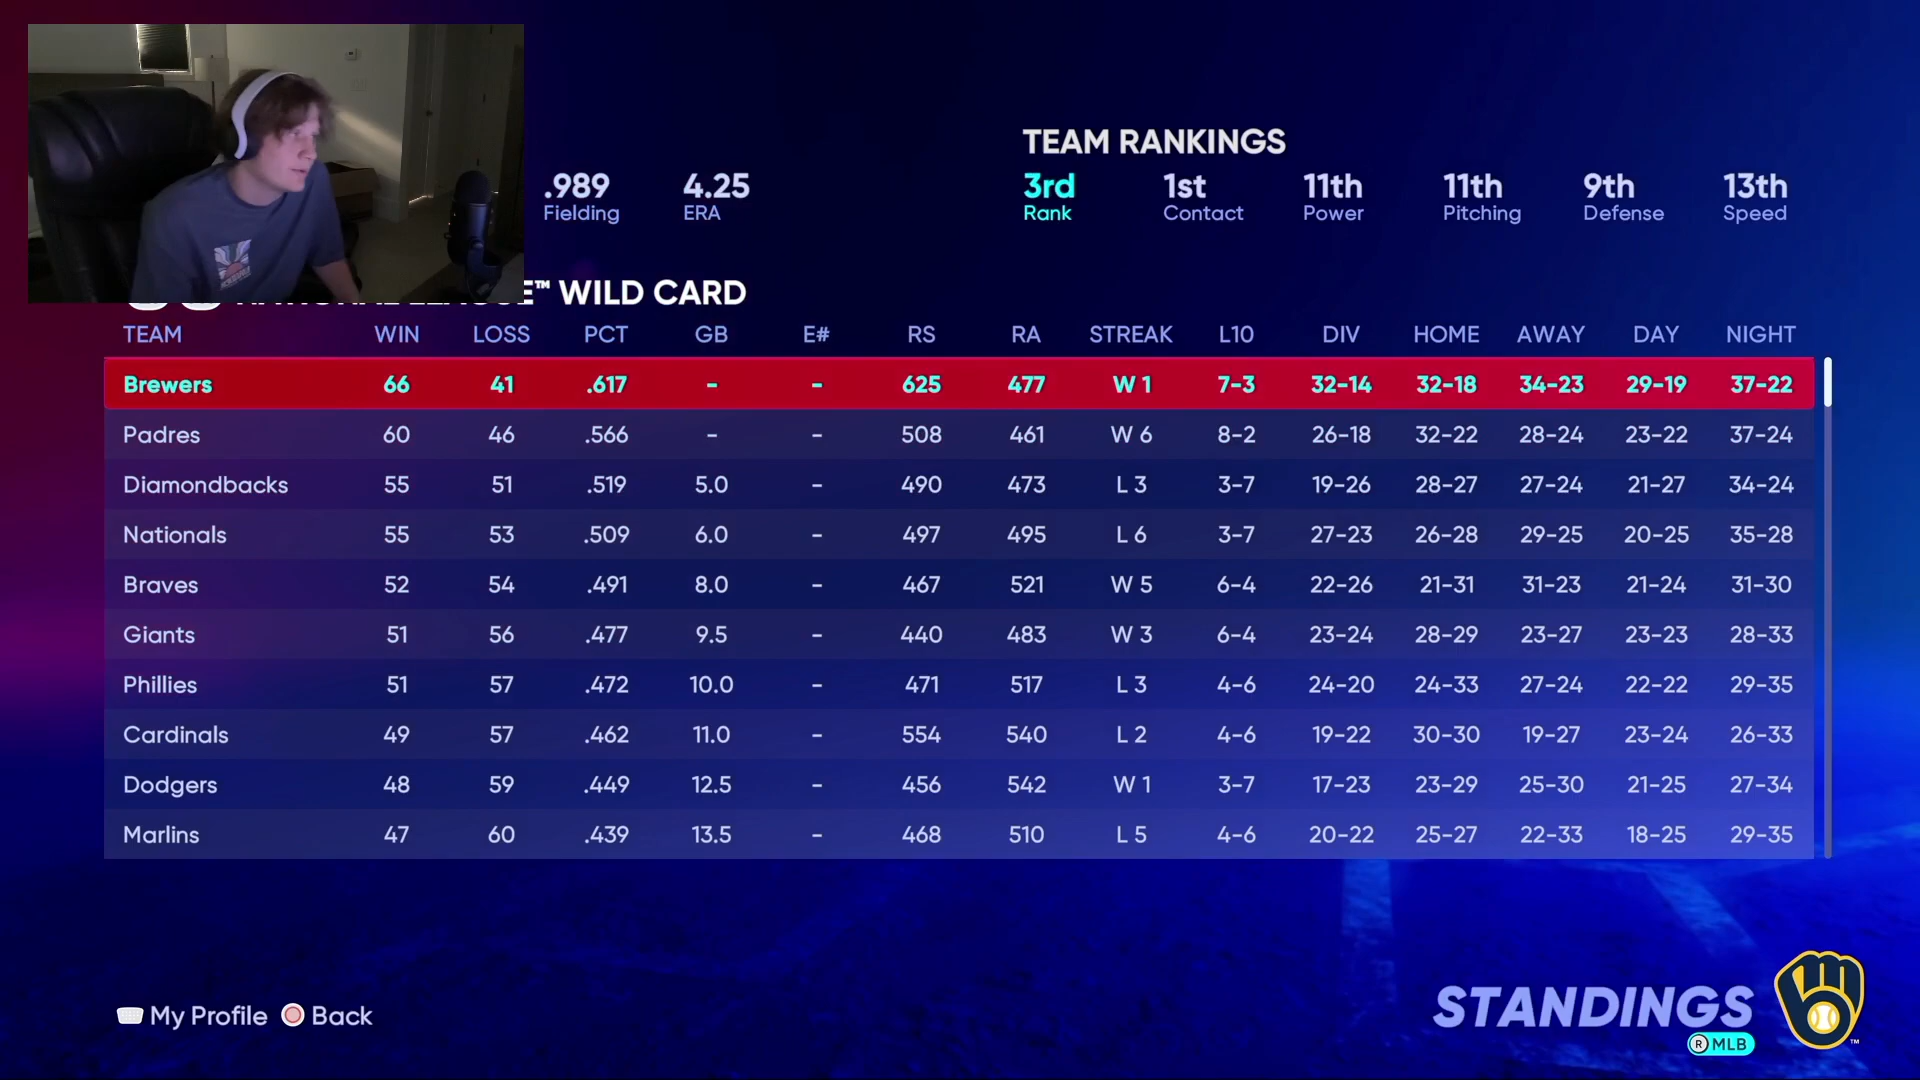 TEAM RANKINGS
.989 4.25 3rd 1st 11th 11th 9th 13th
Fielding ERA Rank Contact Power Pitching Defense Speed
™ WILD CARD
TEAM WIN LOSS PCT GB E# RS RA STREAK L10 DIV HOME AWAY DAY NIGHT
Brewers 66 41 .617 - - 625 477 W 1 7-3 32-14 32-18 34-23 29-19 37-22
Padres 60 46 .566 - - 508 461 W 6 8-2 26-18 32-22 28-24 23-22 37-24
Diamondbacks 55 51 .519 5.0 - 490 473 L 3 3-7 19-26 28-27 27-24 21-27 34-24
Nationals 55 53 .509 6.0 - 497 495 L 6 3-7 27-23 26-28 29-25 20-25 35-28
Braves 52 54 .491 8.0 - 467 521 W 5 6-4 22-26 21-31 31-23 21-24 31-30
Giants 51 56 .477 9.5 - 440 483 W 3 6-4 23-24 28-29 23-27 23-23 28-33
Phillies 51 57 .472 10.0 - 471 517 L 3 4-6 24-20 24-33 27-24 22-22 29-35
Cardinals 49 57 .462 11.0 - 554 540 L 2 4-6 19-22 30-30 19-27 23-24 26-33
Dodgers 48 59 .449 12.5 - 456 542 W 1 3-7 17-23 23-29 25-30 21-25 27-34
Marlins 47 60 .439 13.5 - 468 510 L 5 4-6 20-22 25-27 22-33 18-25 29-35
My Profile Back
STANDINGS
R MLB
™